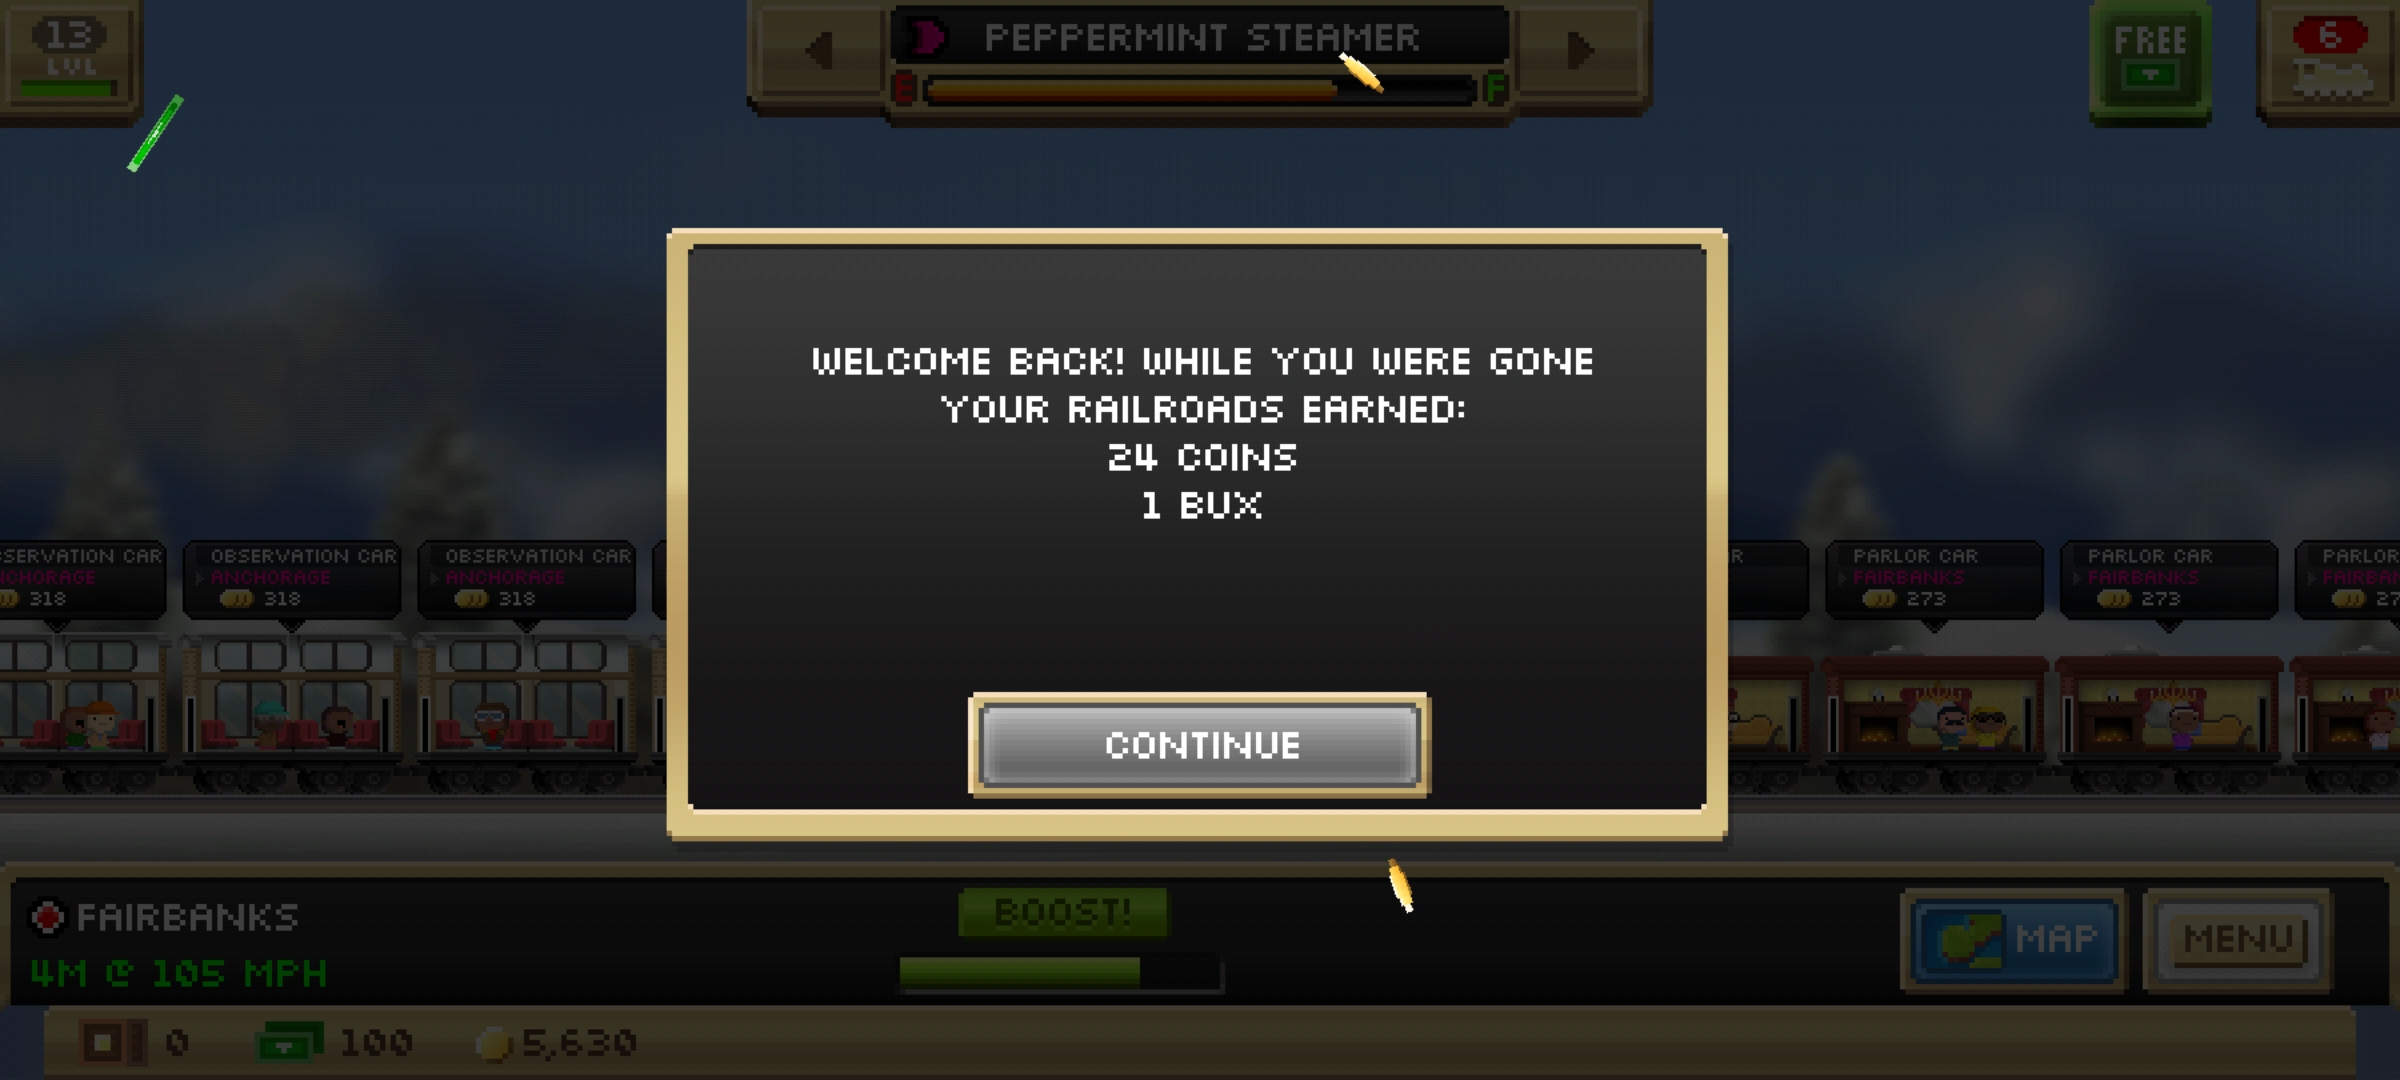 13
LVL
PEPPERMINT STEAMER
E
F
FREE
6
WELCOME BACK! WHILE YOU WERE GONE
YOUR RAILROADS EARNED:
24 COINS
1 BUX
CONTINUE
OBSERVATION CAR
ANCHORAGE
318
OBSERVATION CAR
ANCHORAGE
318
318
PARLOR CAR
FAIRBANKS
273
PARLOR CAR
FAIRBANKS
273
PARLOR
FAIRBANKS
4M @ 105 MPH
BOOST!
MAP
MENU
0
100
5,630